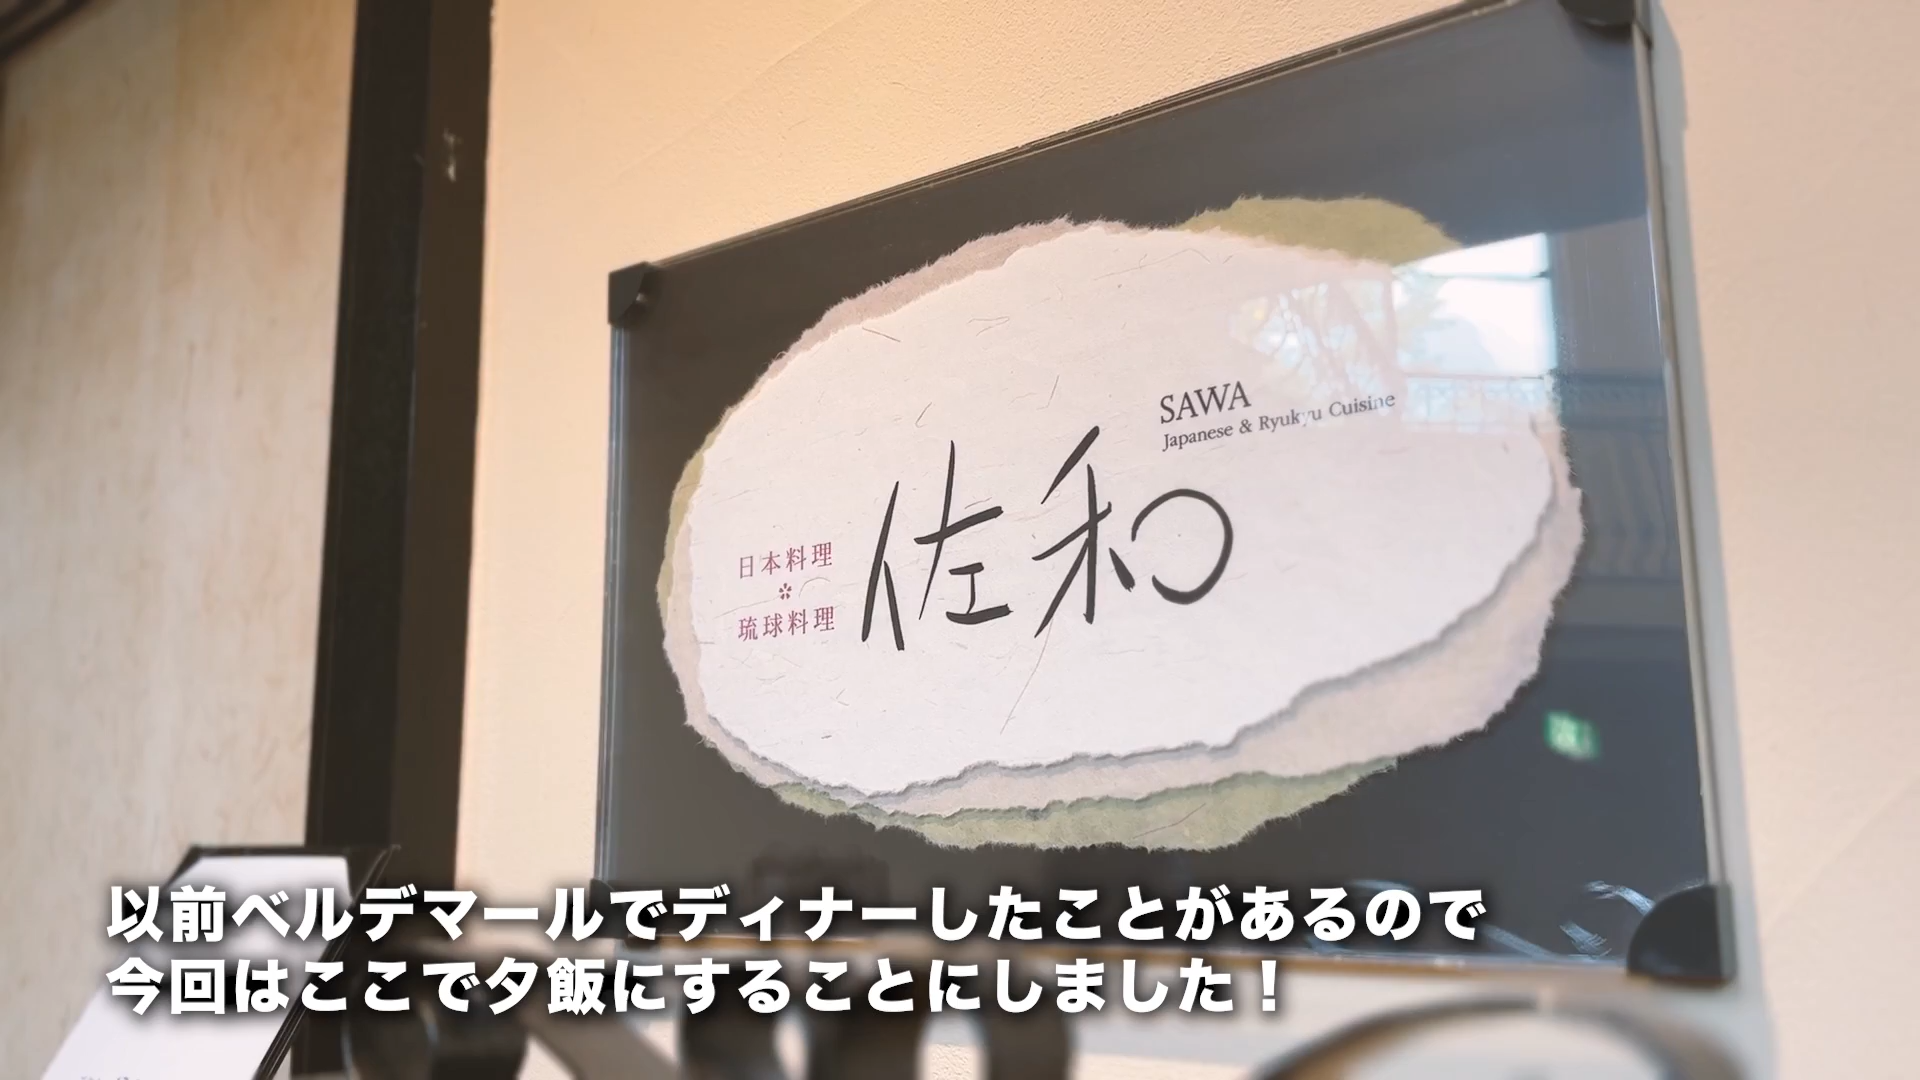 SAWA
Japanese & Ryukyu Cuisine
佐和
日本料理
琉球料理
以前ベルデマールでディナーしたことがあるので
今回はここで夕飯にすることにしました！